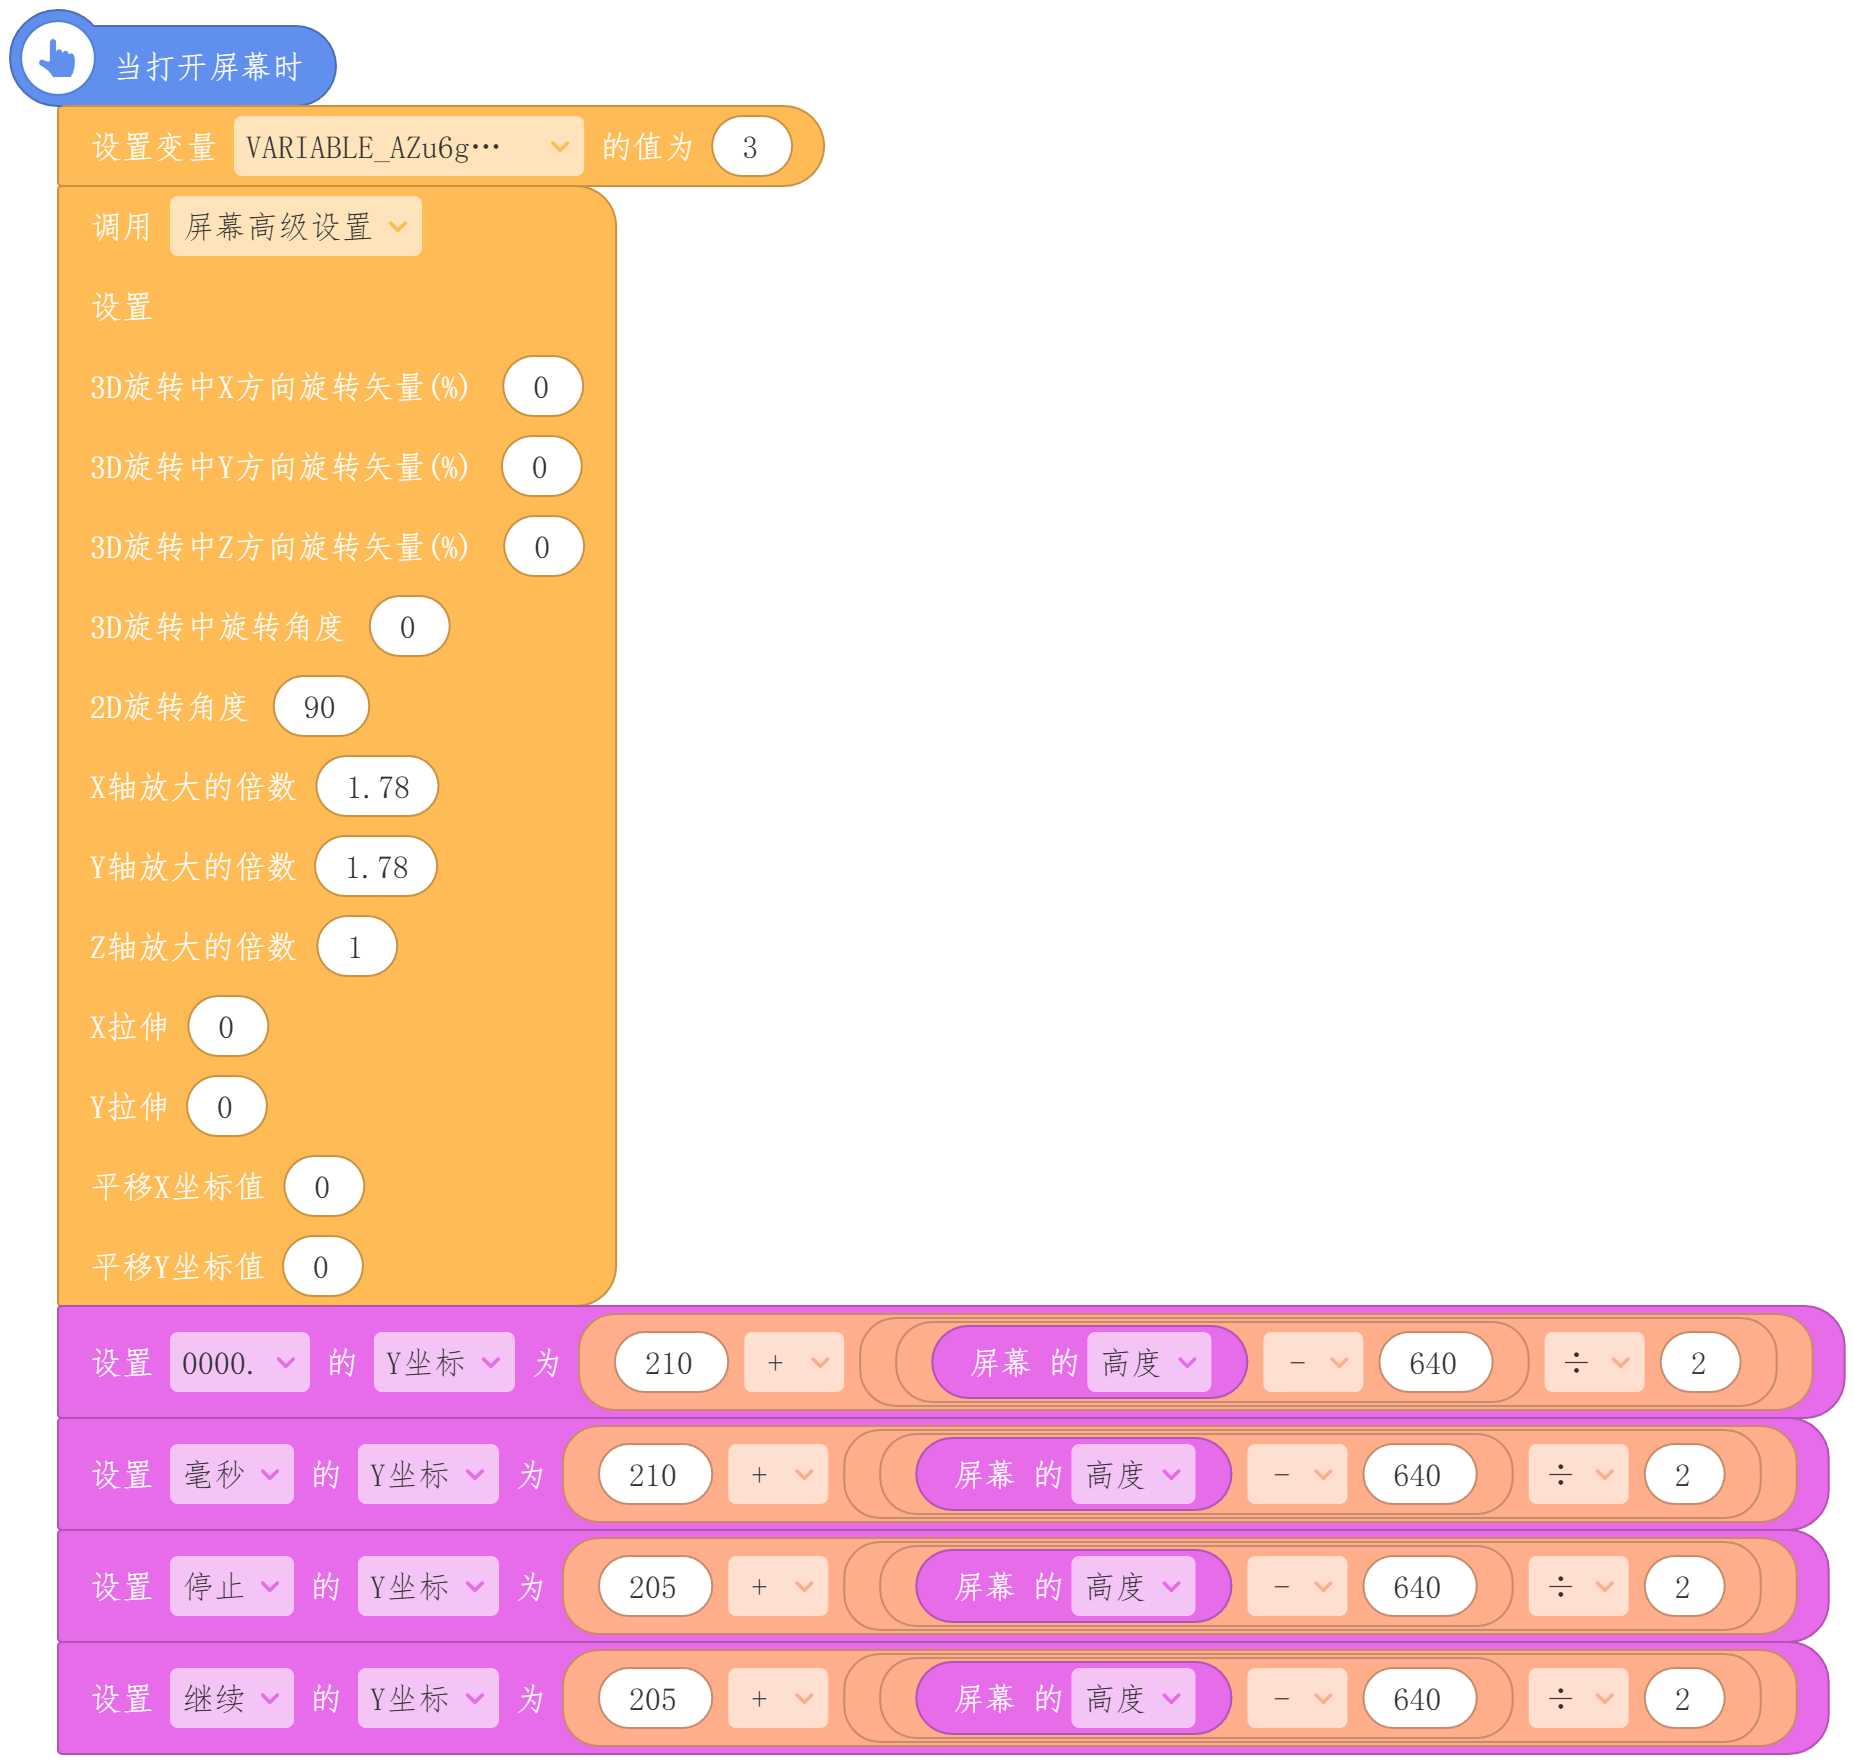 当打开屏幕时
设置变量 VARIABLE_AZu6g… 的值为 3
调用 屏幕高级设置
设置
3D旋转中X方向旋转矢量(%) 0
3D旋转中Y方向旋转矢量(%) 0
3D旋转中Z方向旋转矢量(%) 0
3D旋转中旋转角度 0
2D旋转角度 90
X轴放大的倍数 1.78
Y轴放大的倍数 1.78
Z轴放大的倍数 1
X拉伸 0
Y拉伸 0
平移X坐标值 0
平移Y坐标值 0
设置 0000. 的 Y坐标 为 210 + 屏幕 的 高度 - 640 ÷ 2
设置 毫秒 的 Y坐标 为 210 + 屏幕 的 高度 - 640 ÷ 2
设置 停止 的 Y坐标 为 205 + 屏幕 的 高度 - 640 ÷ 2
设置 继续 的 Y坐标 为 205 + 屏幕 的 高度 - 640 ÷ 2